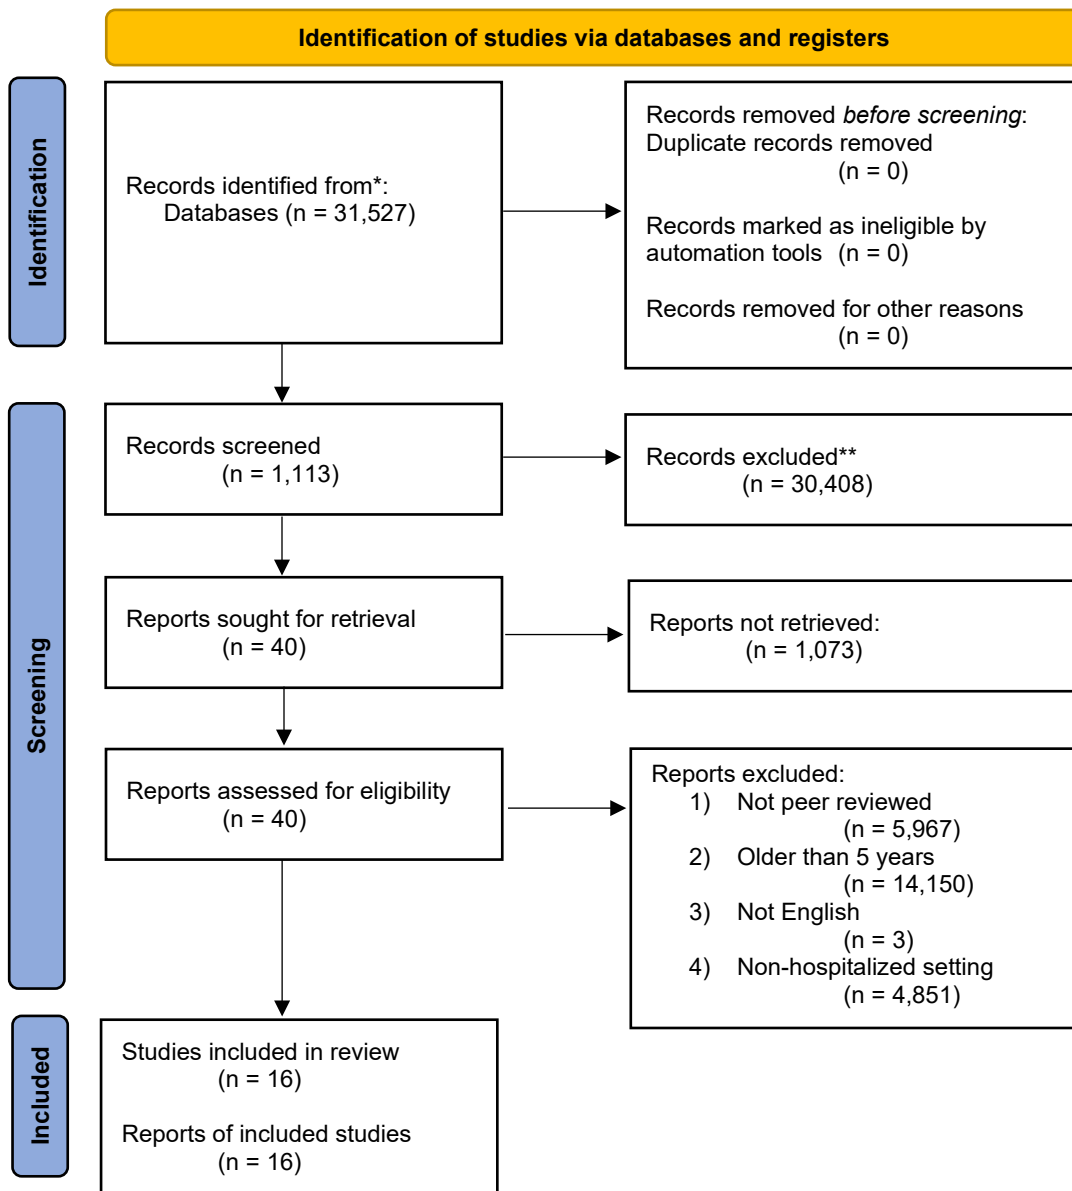 Identification of studies via databases and registers
Identification
Records identified from*:
Databases (n = 31,527)
Records removed before screening:
Duplicate records removed
(n = 0)
Records marked as ineligible by
automation tools (n = 0)
Records removed for other reasons
(n = 0)
Screening
Records screened
(n = 1,113)
Records excluded**
(n = 30,408)
Reports sought for retrieval
(n = 40)
Reports not retrieved:
(n = 1,073)
Reports assessed for eligibility
(n = 40)
Reports excluded:
1) Not peer reviewed
(n = 5,967)
2) Older than 5 years
(n = 14,150)
3) Not English
(n = 3)
4) Non-hospitalized setting
(n = 4,851)
Included
Studies included in review
(n = 16)
Reports of included studies
(n = 16)